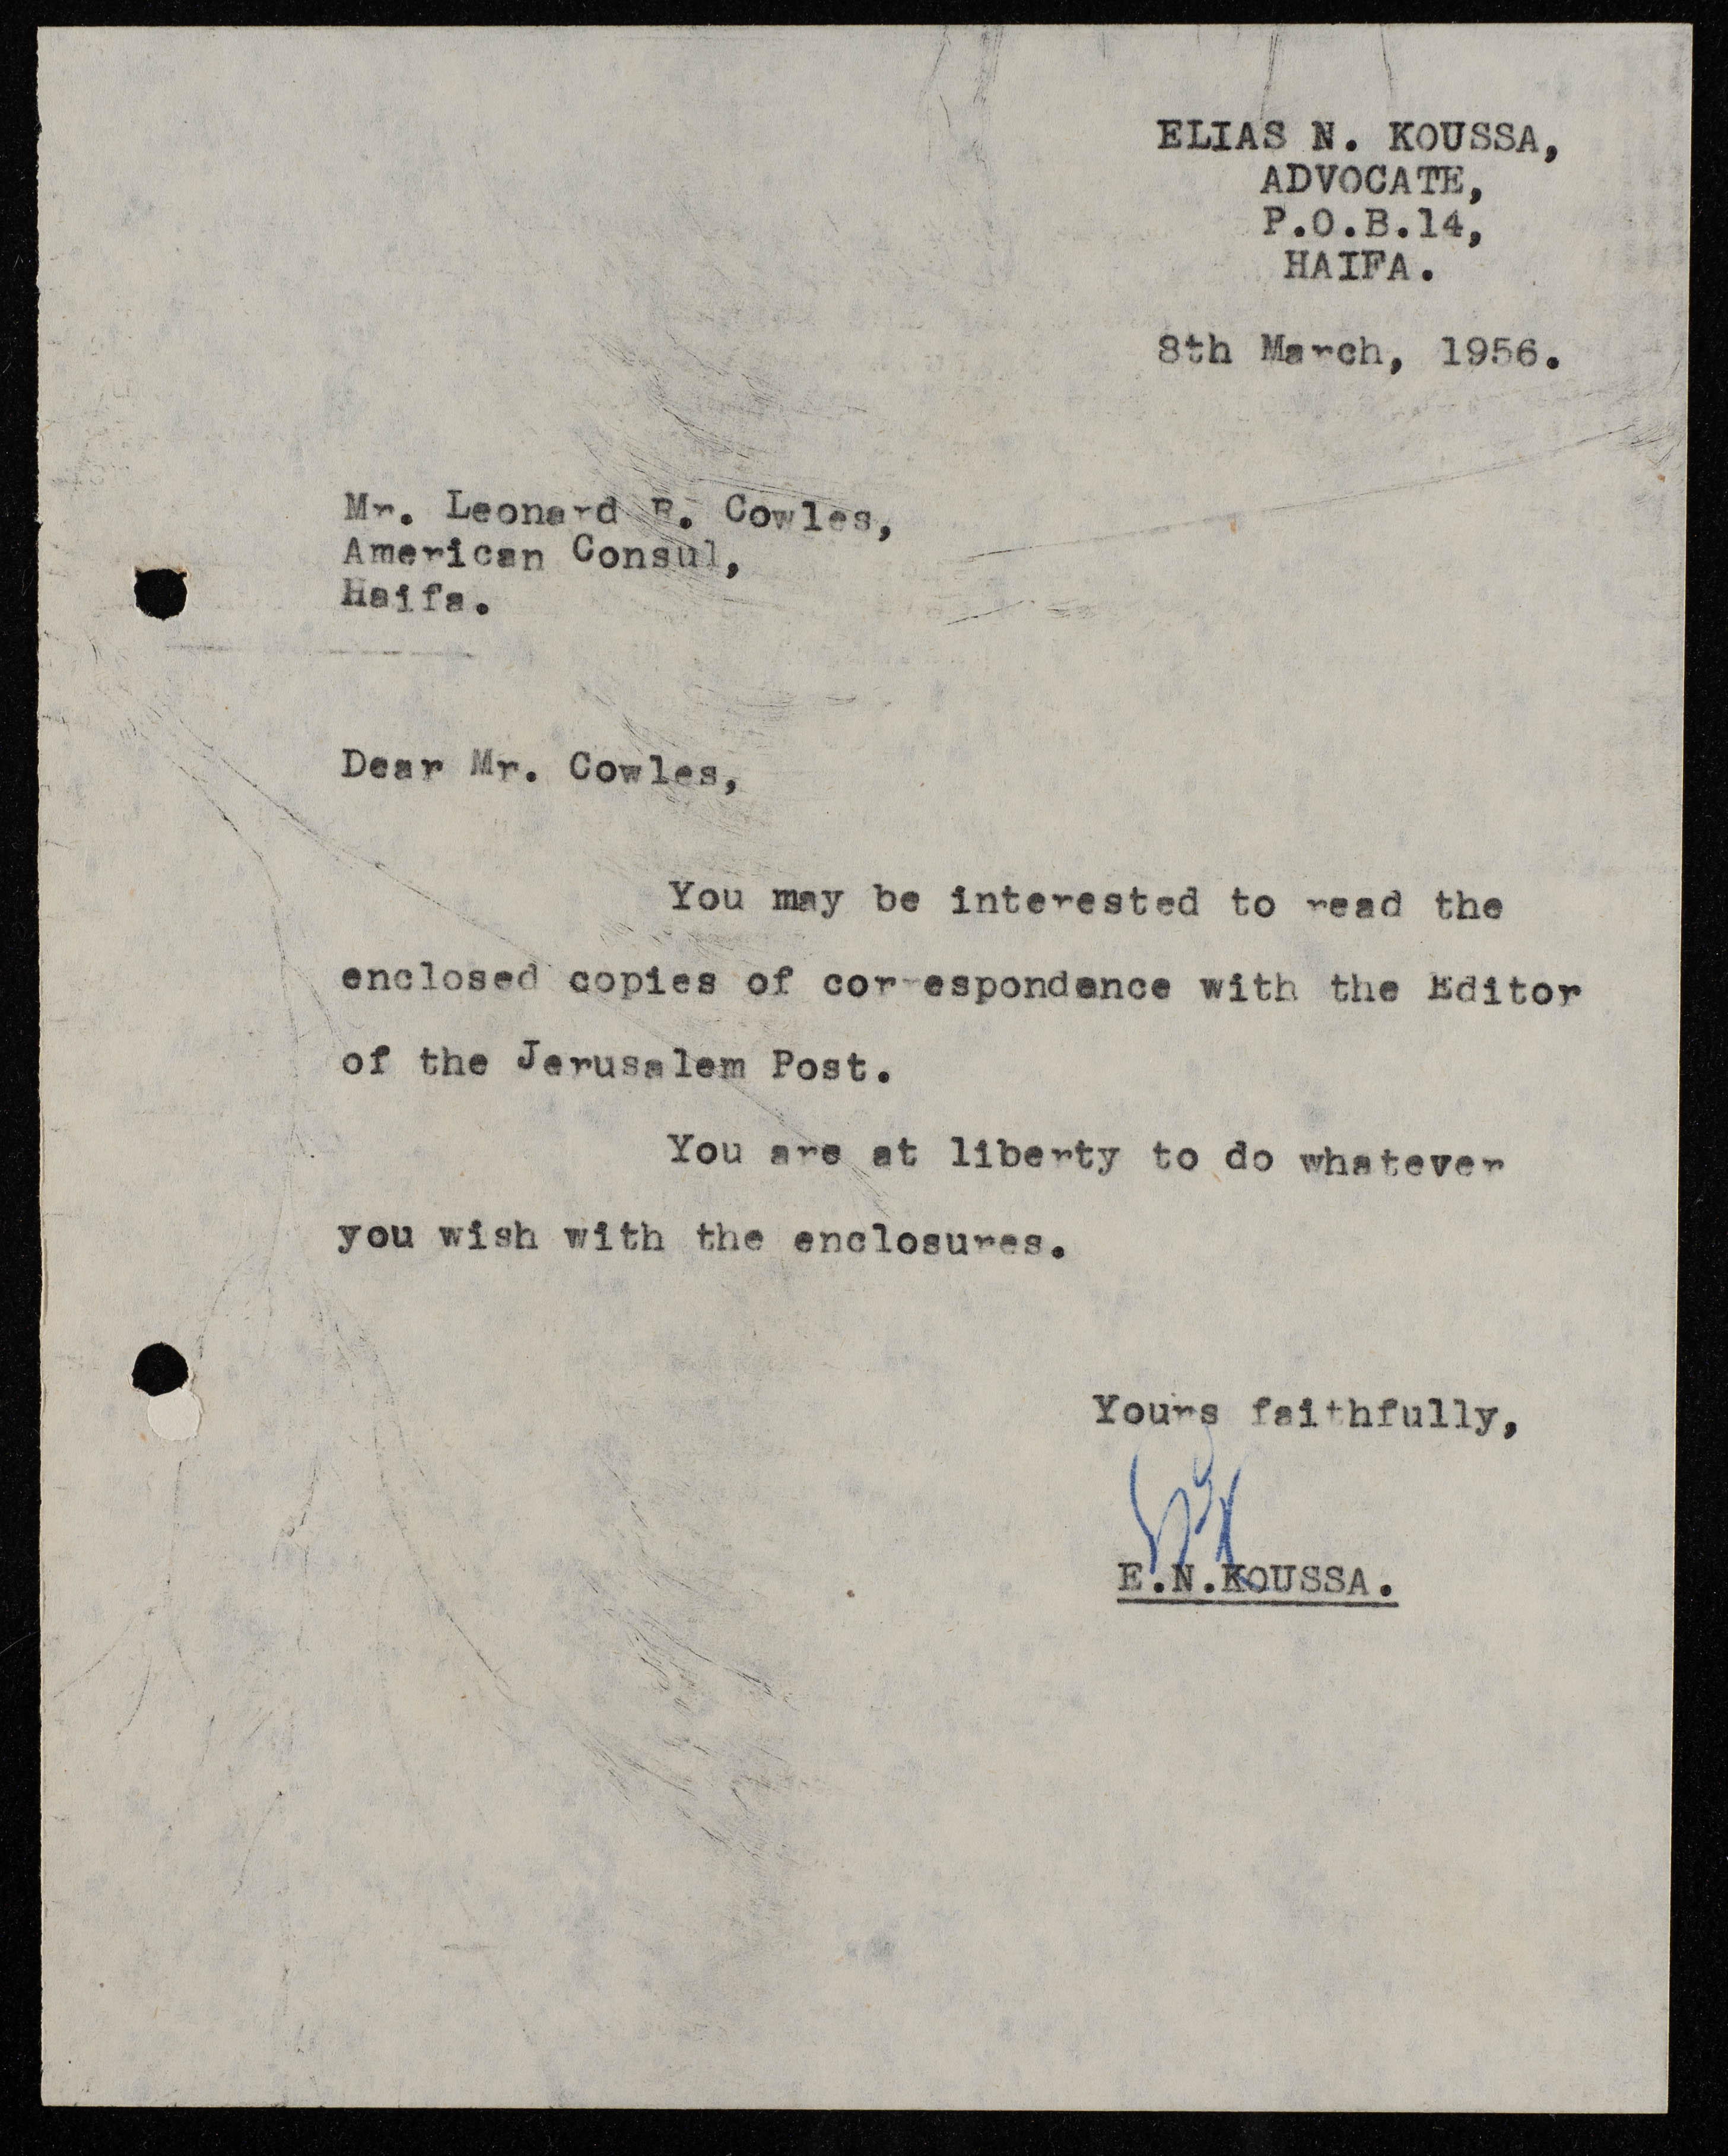 ELIAS N. KOUSSA,
ADVOCATE,
P.O.B.14,
HAIFA.
8th March, 1956.
Mr. Leonard B. Cowles,
American Consul,
Haifa.
Dear Mr. Cowles,
You may be interested to read the
enclosed copies of correspondence with the Editor
of the Jerusalem Post.
You are at liberty to do whatever
you wish with the enclosures.
Yours faithfully,
E.N.KOUSSA.